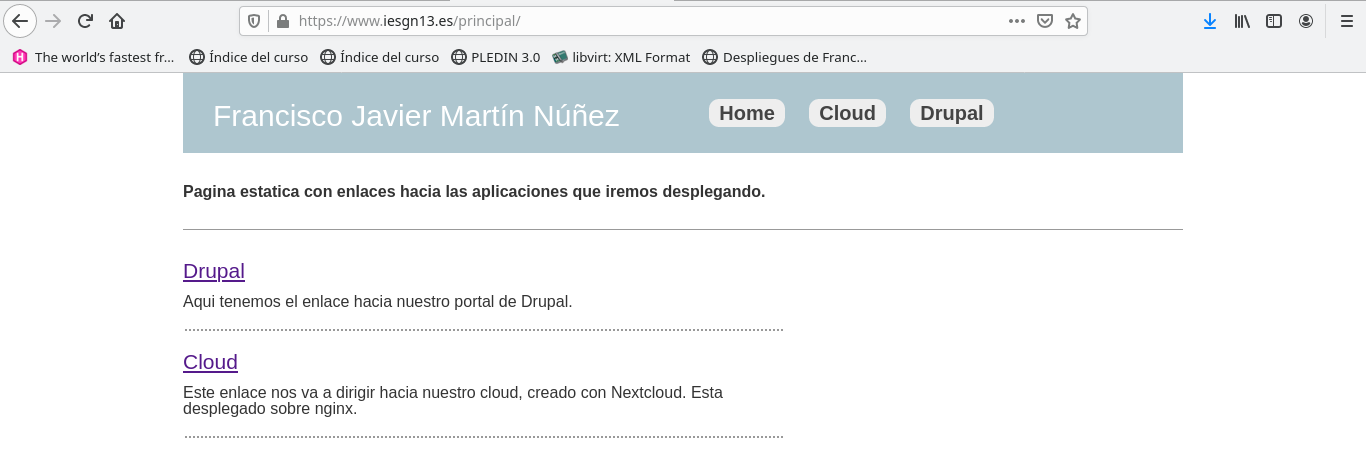 https://www.iesgn13.es/principal/
The world's fastest fr... Índice del curso Índice del curso PLEDIN 3.0 libvirt: XML Format Despliegues de Franc...
Francisco Javier Martín Núñez Home Cloud Drupal
Pagina estatica con enlaces hacia las aplicaciones que iremos desplegando.
Drupal
Aqui tenemos el enlace hacia nuestro portal de Drupal.
Cloud
Este enlace nos va a dirigir hacia nuestro cloud, creado con Nextcloud. Esta
desplegado sobre nginx.